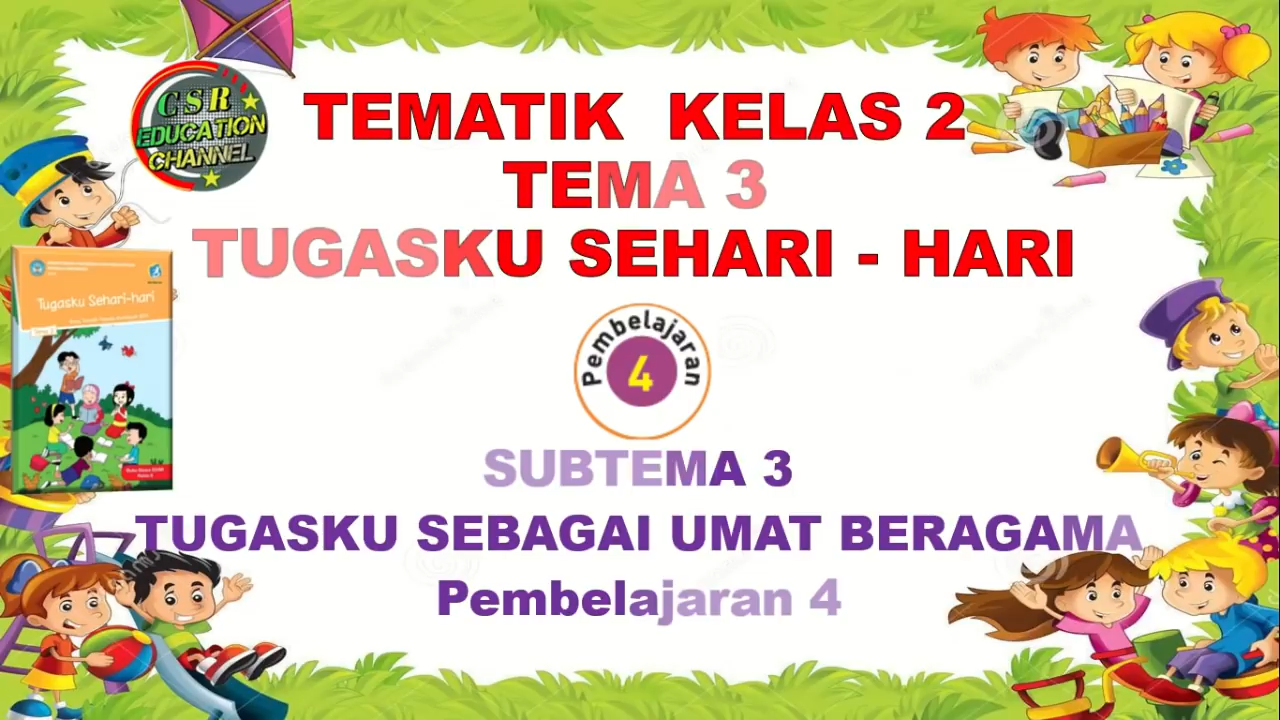 CSR
EDUCATION
CHANNEL
TEMATIK KELAS 2
TEMA 3
TUGASKU SEHARI - HARI
Tugasku Sehari-hari
Pembelajaran
4
SUBTEMA 3
TUGASKU SEBAGAI UMAT BERAGAMA
Pembelajaran 4